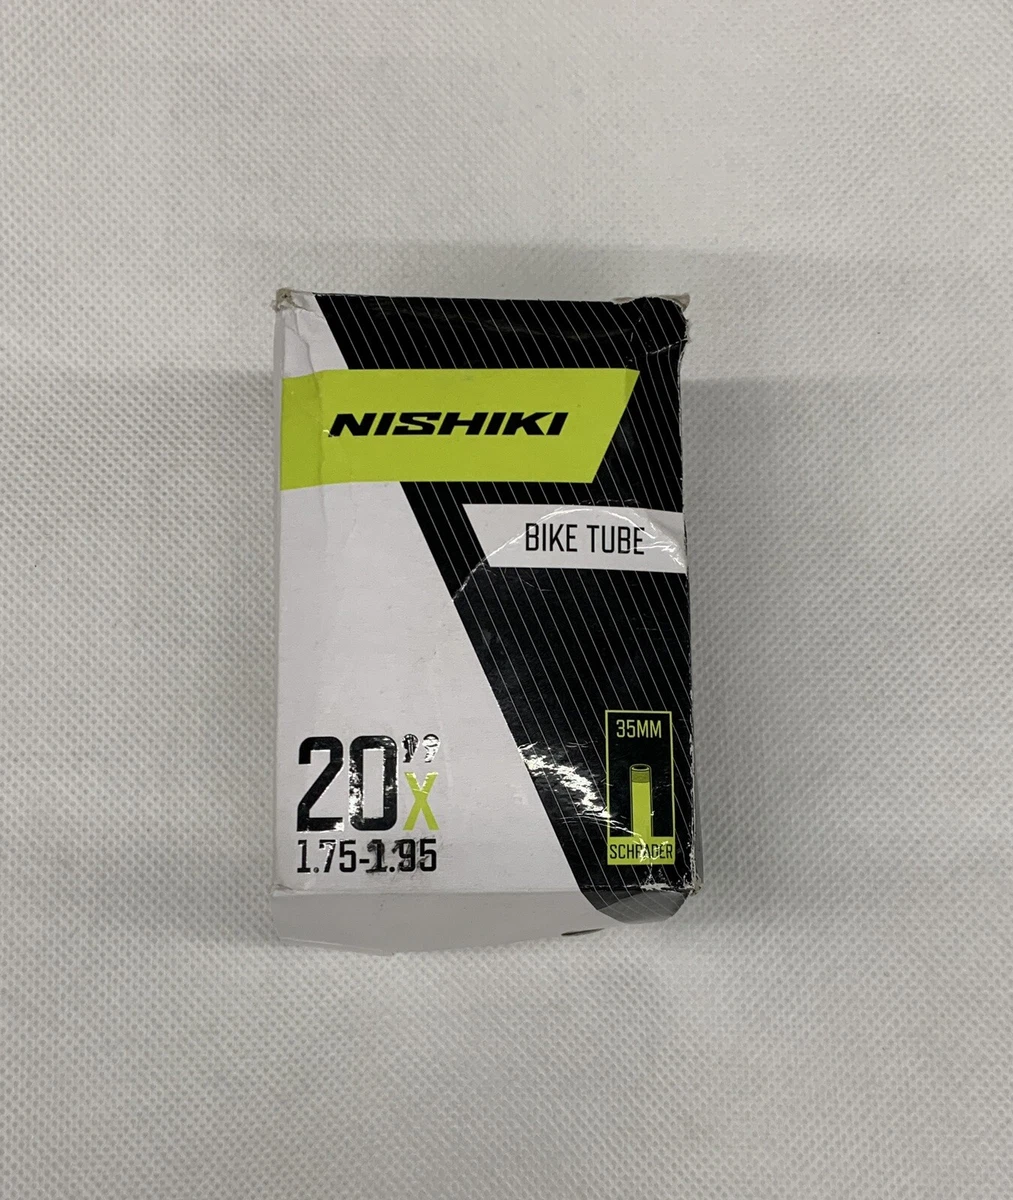 NISHIKI
BIKE TUBE
35MM
SCHRADER
20”x
1.75-1.95